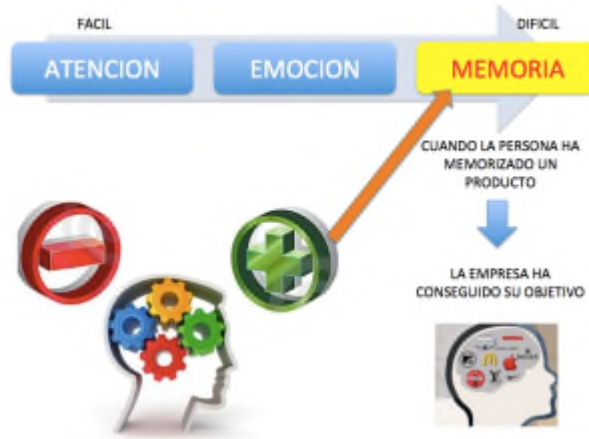 FACIL
DIFICIL
ATENCION
EMOCION
MEMORIA
CUANDO LA PERSONA HA
MEMORIZADO UN
PRODUCTO
LA EMPRESA HA
CONSEGUIDO SU OBJETIVO